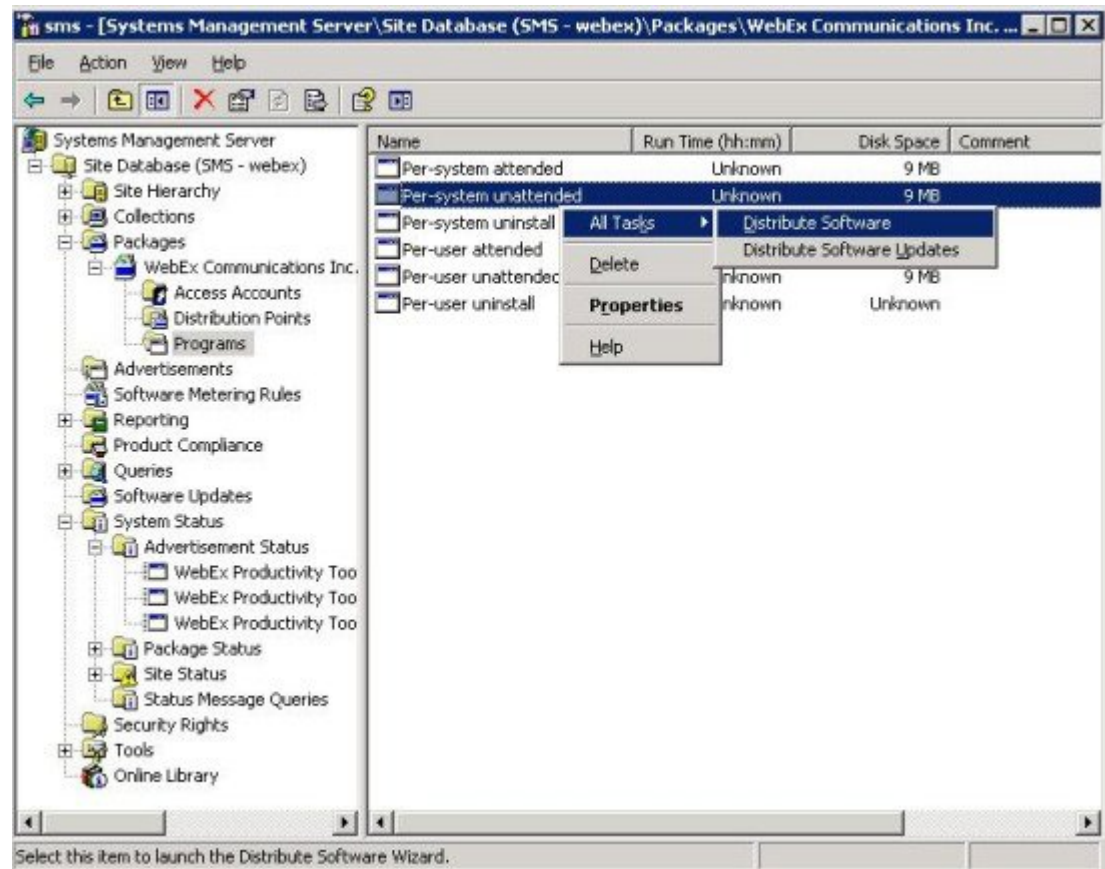 sms - [Systems Management Server\Site Database (SMS - webex)\Packages\WebEx Communications Inc. ...
File Action View Help
Systems Management Server
Site Database (SMS - webex)
Site Hierarchy
Collections
Packages
WebEx Communications Inc.
Access Accounts
Distribution Points
Programs
Advertisements
Software Metering Rules
Reporting
Product Compliance
Queries
Software Updates
System Status
Advertisement Status
WebEx Productivity Too
WebEx Productivity Too
WebEx Productivity Too
Package Status
Site Status
Status Message Queries
Security Rights
Tools
Online Library
Name Run Time (hh:mm) Disk Space Comment
Per-system attended Unknown 9 MB
Per-system unattended Unknown 9 MB
Per-system uninstall
Per-user attended
Per-user unattended nknown 9 MB
Per-user uninstall nknown Unknown
All Tasks
Delete
Properties
Help
Distribute Software
Distribute Software Updates
Select this item to launch the Distribute Software Wizard.